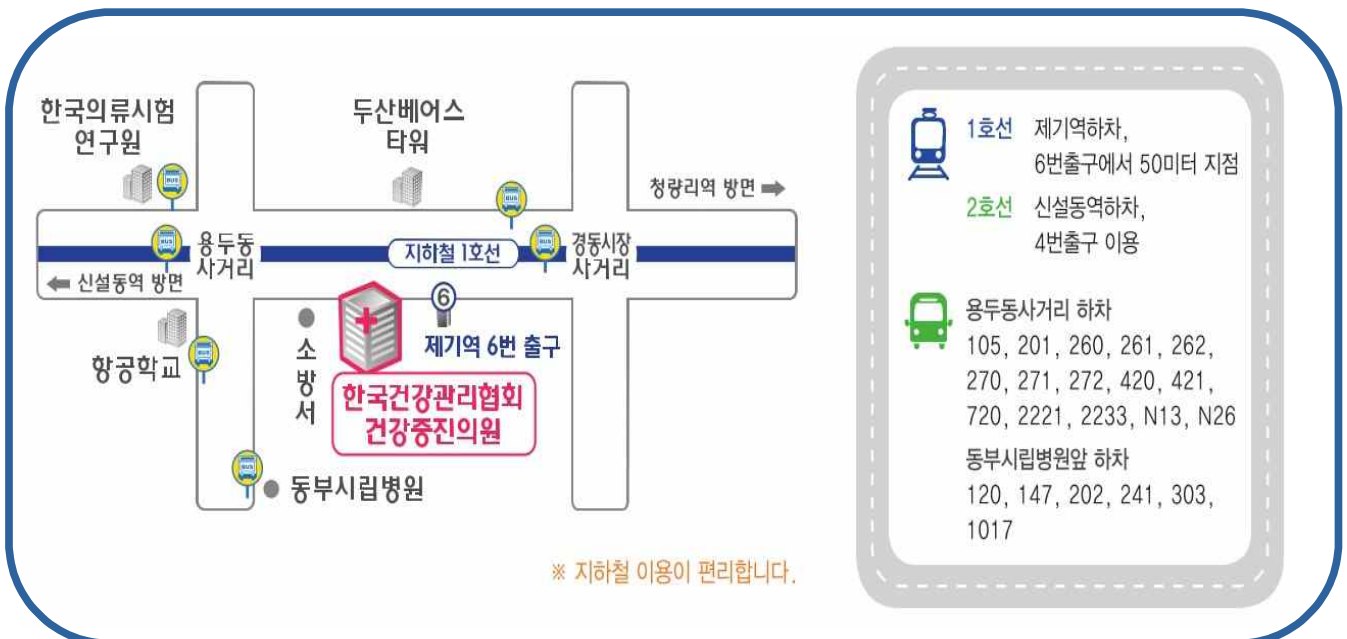 한국의류시험
연구원
두산베어스
타워
청량리역 방면
BUS
BUS
BUS
BUS
용두동
사거리
지하철 1호선
경동시장
사거리
신설동역 방면
6
제기역 6번 출구
항공학교
BUS
소
방
서
한국건강관리협회
건강증진의원
BUS
동부시립병원
※ 지하철 이용이 편리합니다.
1호선 제기역하차,
6번출구에서 50미터 지점
2호선 신설동역하차,
4번출구 이용
용두동사거리 하차
105, 201, 260, 261, 262,
270, 271, 272, 420, 421,
720, 2221, 2233, N13, N26
동부시립병원앞 하차
120, 147, 202, 241, 303,
1017